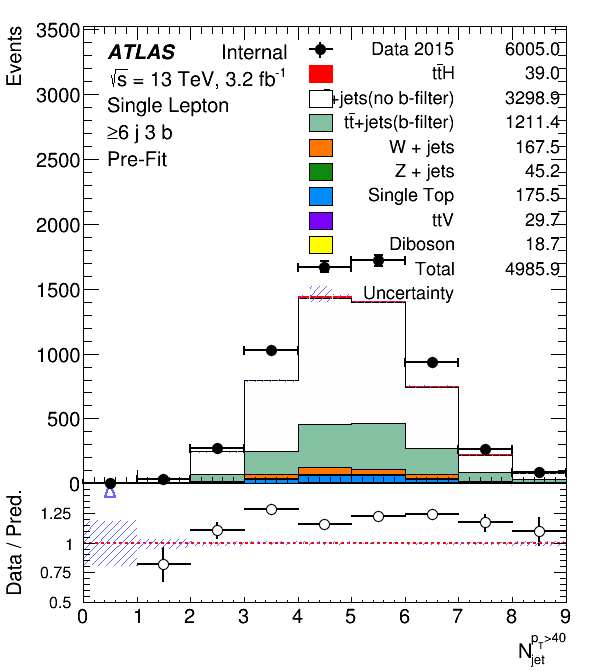 Events
3500
3000
2500
2000
1500
1000
500
0
ATLAS Internal
√s = 13 TeV, 3.2 fb⁻¹
Single Lepton
≥6 j 3 b
Pre-Fit
Data 2015 6005.0
tt̄H 39.0
+jets(no b-filter) 3298.9
tt̄+jets(b-filter) 1211.4
W + jets 167.5
Z + jets 45.2
Single Top 175.5
ttV 29.7
Diboson 18.7
Total 4985.9
Uncertainty
Data / Pred.
1.25
1
0.75
0.5
0 1 2 3 4 5 6 7 8 9
N_jet^{p_T>40}